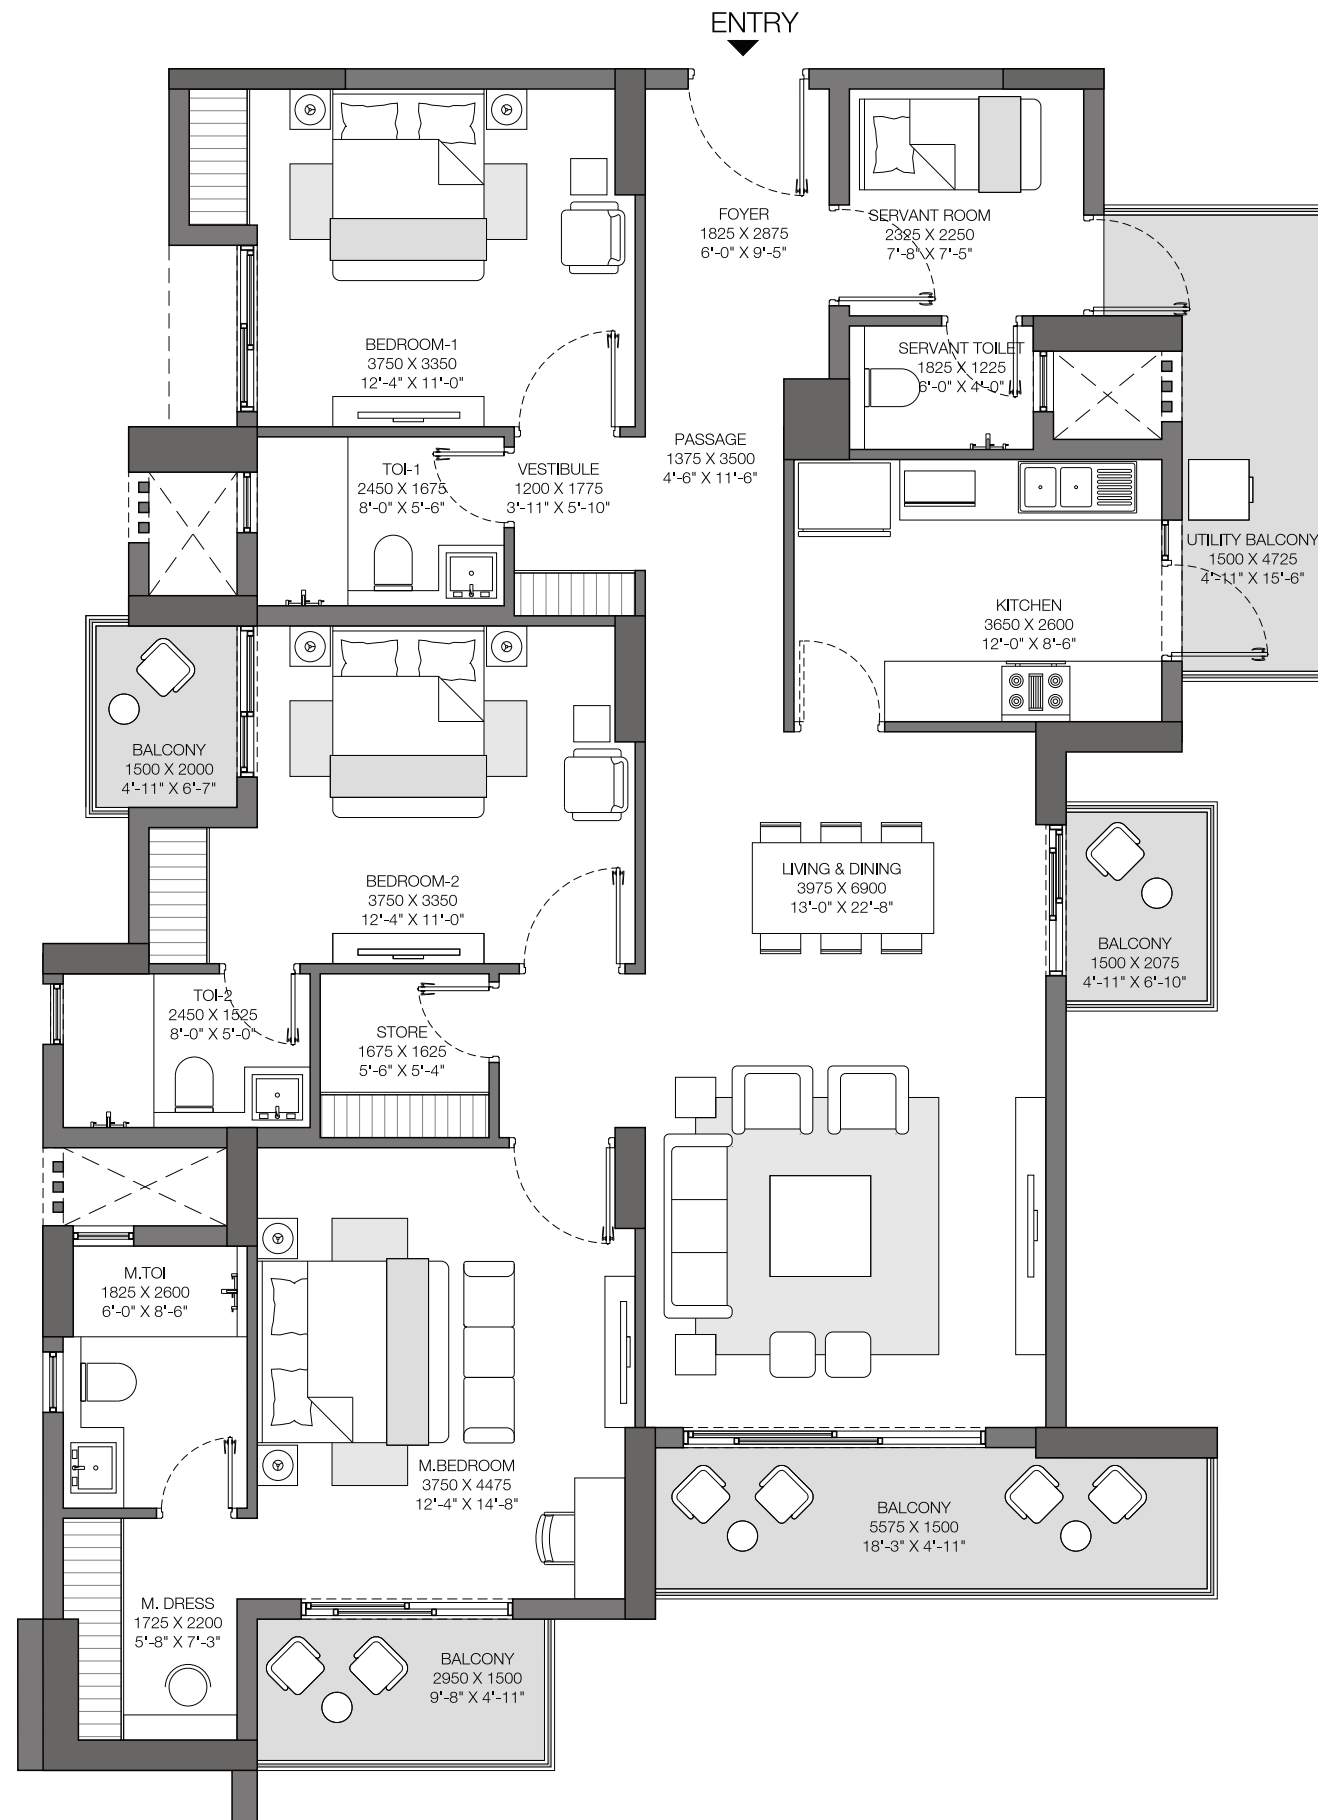 ENTRY
FOYER
1825 X 2875
6'-0" X 9'-5"
SERVANT ROOM
2325 X 2250
7'-8" X 7'-5"
BEDROOM-1
3750 X 3350
12'-4" X 11'-0"
SERVANT TOILET
1825 X 1225
6'-0" X 4'-0"
PASSAGE
1375 X 3500
4'-6" X 11'-6"
TOI-1
2450 X 1675
8'-0" X 5'-6"
VESTIBULE
1200 X 1775
3'-11" X 5'-10"
UTILITY BALCONY
1500 X 4725
4'-11" X 15'-6"
KITCHEN
3650 X 2600
12'-0" X 8'-6"
BALCONY
1500 X 2000
4'-11" X 6'-7"
BEDROOM-2
3750 X 3350
12'-4" X 11'-0"
LIVING & DINING
3975 X 6900
13'-0" X 22'-8"
BALCONY
1500 X 2075
4'-11" X 6'-10"
TOI-2
2450 X 1525
8'-0" X 5'-0"
STORE
1675 X 1625
5'-6" X 5'-4"
M.TOI
1825 X 2600
6'-0" X 8'-6"
M.BEDROOM
3750 X 4475
12'-4" X 14'-8"
BALCONY
5575 X 1500
18'-3" X 4'-11"
M. DRESS
1725 X 2200
5'-8" X 7'-3"
BALCONY
2950 X 1500
9'-8" X 4'-11"